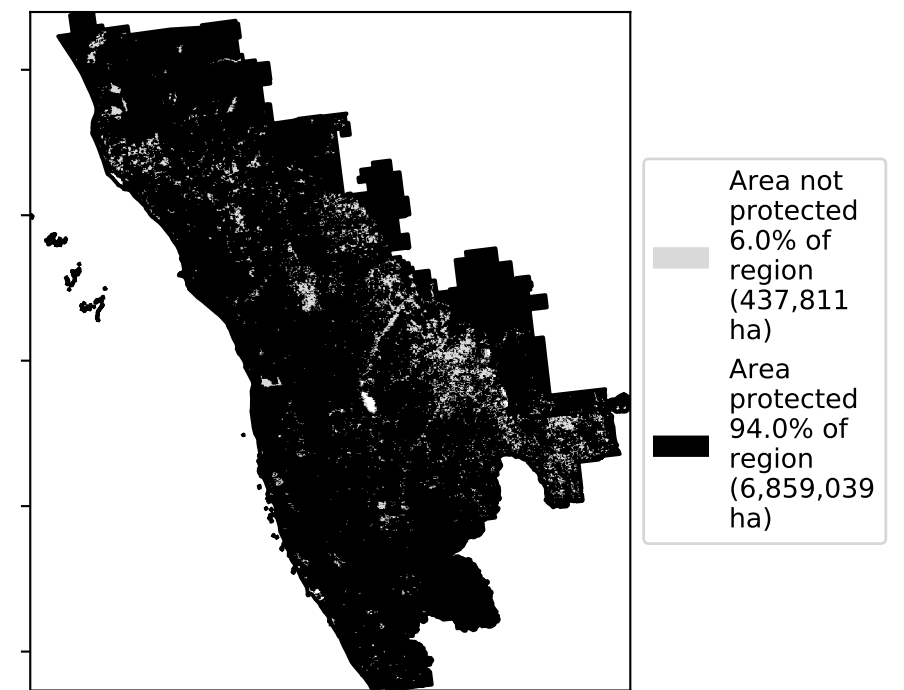 Area not
protected
6.0% of
region
(437,811
ha)
Area
protected
94.0% of
region
(6,859,039
ha)